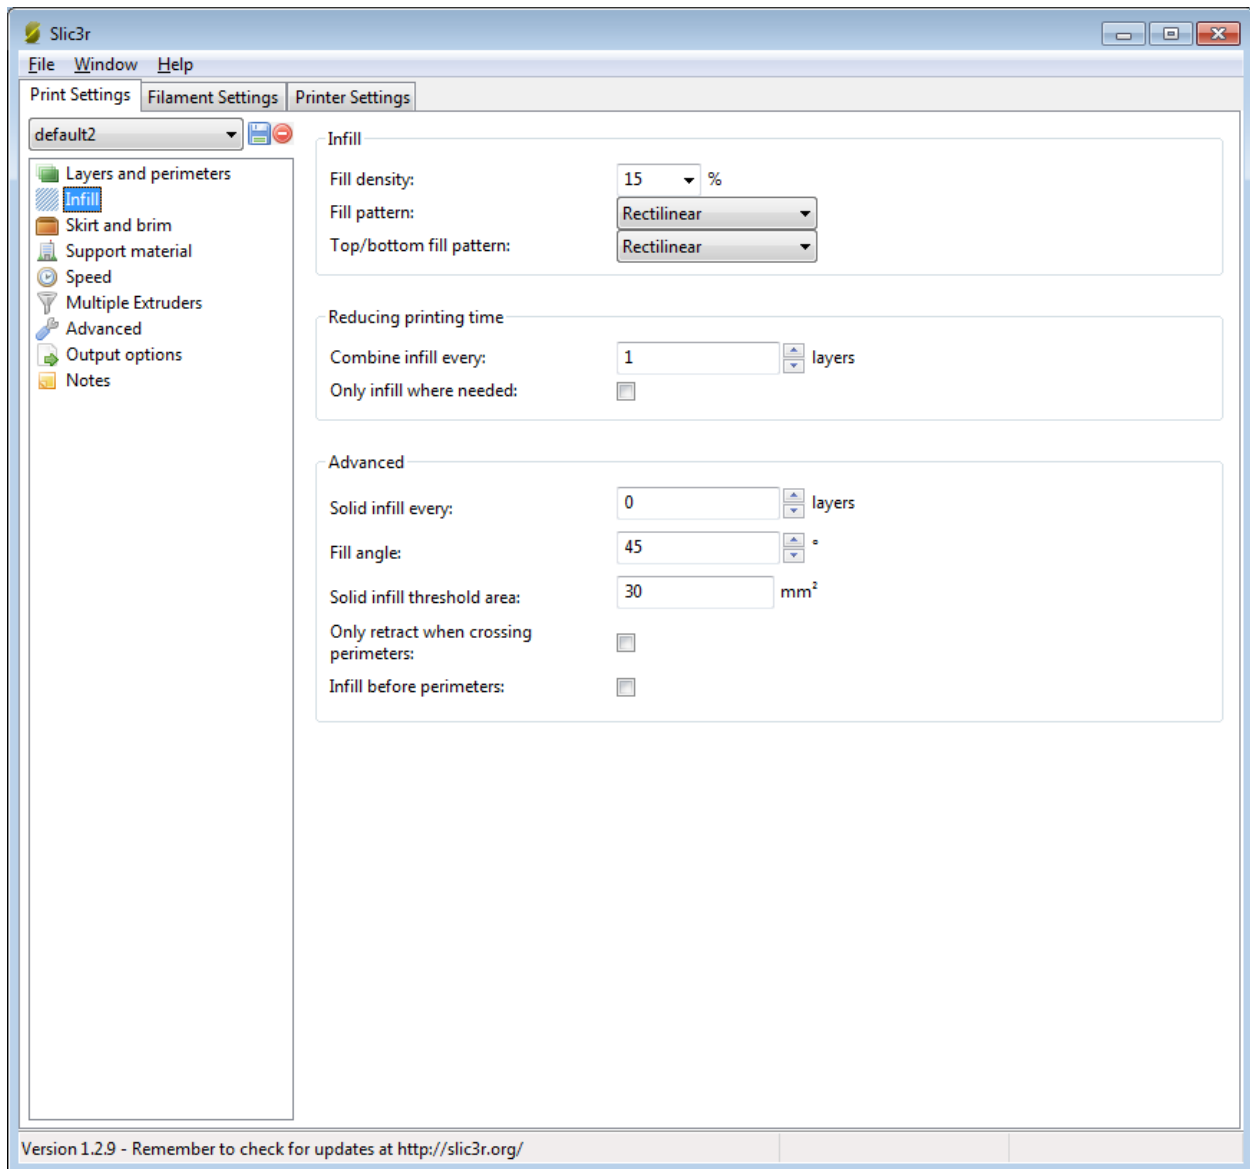 Slic3r
File Window Help
Print Settings Filament Settings Printer Settings
default2
Layers and perimeters
Infill
Skirt and brim
Support material
Speed
Multiple Extruders
Advanced
Output options
Notes
Infill
Fill density: 15 %
Fill pattern: Rectilinear
Top/bottom fill pattern: Rectilinear
Reducing printing time
Combine infill every: 1 layers
Only infill where needed:
Advanced
Solid infill every: 0 layers
Fill angle: 45 °
Solid infill threshold area: 30 mm²
Only retract when crossing
perimeters:
Infill before perimeters:
Version 1.2.9 - Remember to check for updates at http://slic3r.org/